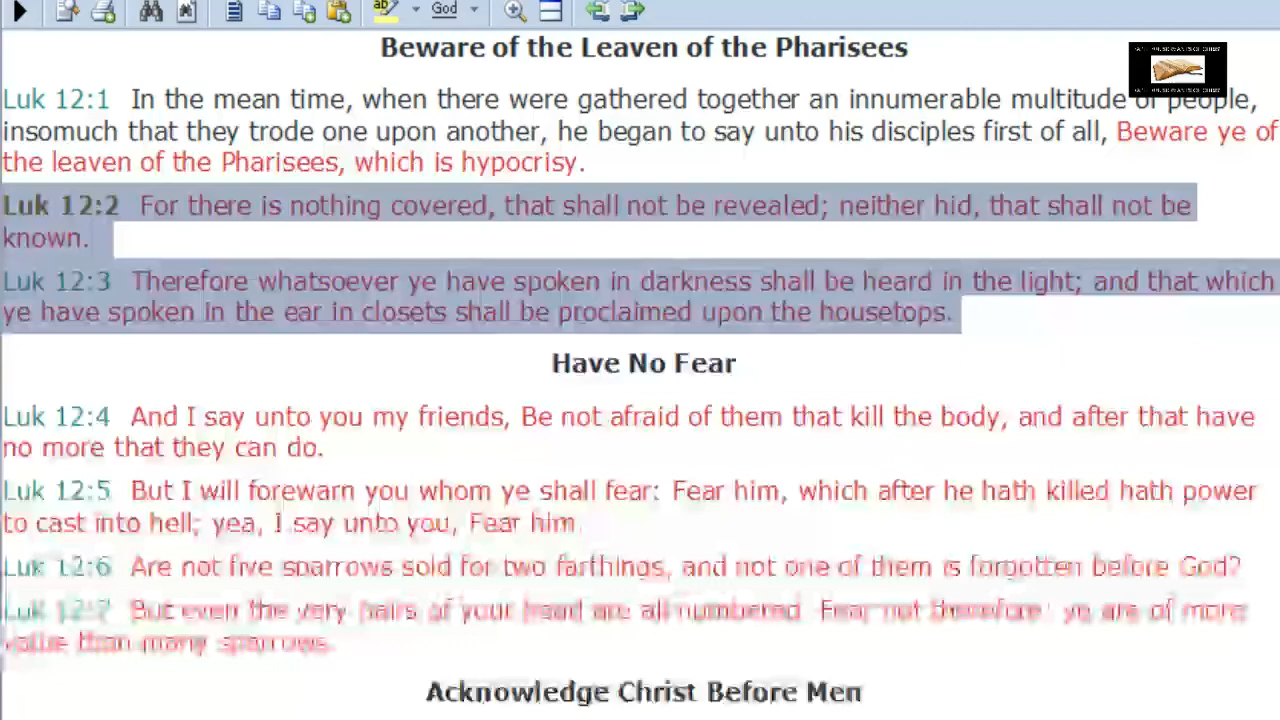 God
Beware of the Leaven of the Pharisees
Luk 12:1 In the mean time, when there were gathered together an innumerable multitude of people,
insomuch that they trode one upon another, he began to say unto his disciples first of all, Beware ye of
the leaven of the Pharisees, which is hypocrisy.
Luk 12:2 For there is nothing covered, that shall not be revealed; neither hid, that shall not be
known.
Luk 12:3 Therefore whatsoever ye have spoken in darkness shall be heard in the light; and that which
ye have spoken in the ear in closets shall be proclaimed upon the housetops.
Have No Fear
Luk 12:4 And I say unto you my friends, Be not afraid of them that kill the body, and after that have
no more that they can do.
Luk 12:5 But I will forewarn you whom ye shall fear: Fear him, which after he hath killed hath power
to cast into hell; yea, I say unto you, Fear him.
Luk 12:6 Are not five sparrows sold for two farthings, and not one of them is forgotten before God?
Luk 12:7 But even the very hairs of your head are all numbered. Fear not therefore: ye are of more
value than many sparrows.
Acknowledge Christ Before Men